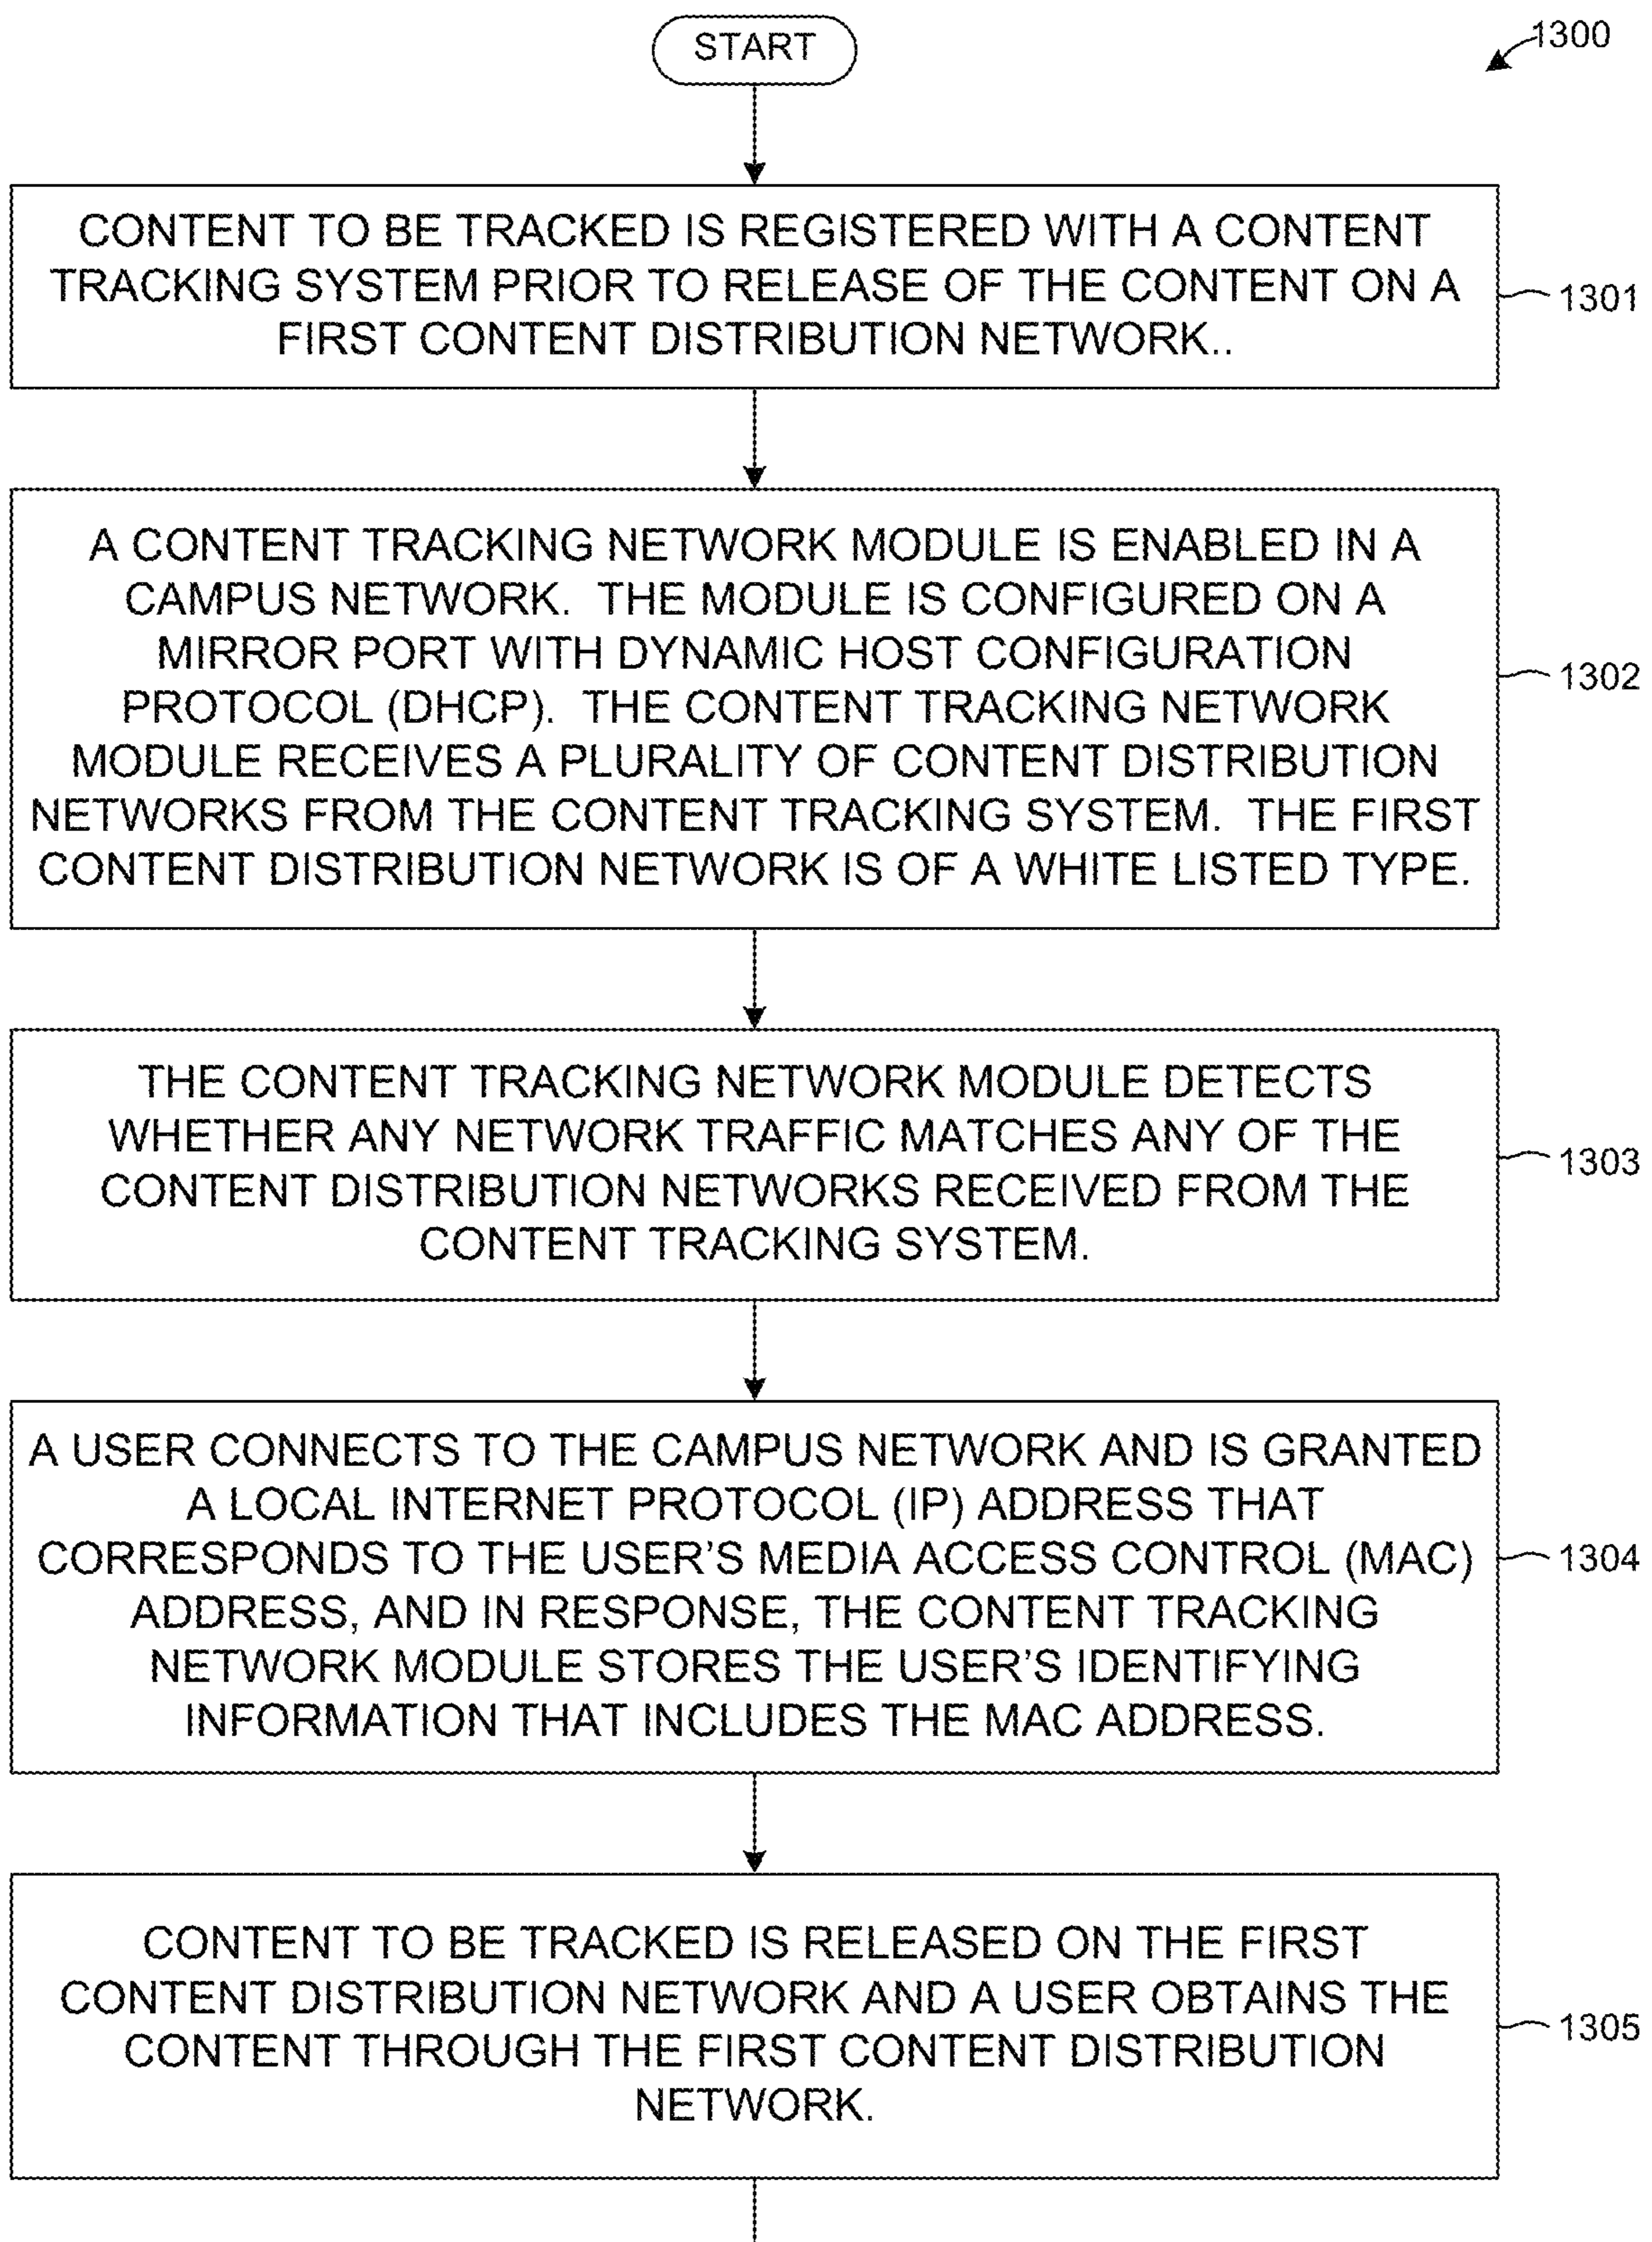 START
1300
CONTENT TO BE TRACKED IS REGISTERED WITH A CONTENT
TRACKING SYSTEM PRIOR TO RELEASE OF THE CONTENT ON A
FIRST CONTENT DISTRIBUTION NETWORK..
1301
A CONTENT TRACKING NETWORK MODULE IS ENABLED IN A
CAMPUS NETWORK. THE MODULE IS CONFIGURED ON A
MIRROR PORT WITH DYNAMIC HOST CONFIGURATION
PROTOCOL (DHCP). THE CONTENT TRACKING NETWORK
MODULE RECEIVES A PLURALITY OF CONTENT DISTRIBUTION
NETWORKS FROM THE CONTENT TRACKING SYSTEM. THE FIRST
CONTENT DISTRIBUTION NETWORK IS OF A WHITE LISTED TYPE.
1302
THE CONTENT TRACKING NETWORK MODULE DETECTS
WHETHER ANY NETWORK TRAFFIC MATCHES ANY OF THE
CONTENT DISTRIBUTION NETWORKS RECEIVED FROM THE
CONTENT TRACKING SYSTEM.
1303
A USER CONNECTS TO THE CAMPUS NETWORK AND IS GRANTED
A LOCAL INTERNET PROTOCOL (IP) ADDRESS THAT
CORRESPONDS TO THE USER'S MEDIA ACCESS CONTROL (MAC)
ADDRESS, AND IN RESPONSE, THE CONTENT TRACKING
NETWORK MODULE STORES THE USER'S IDENTIFYING
INFORMATION THAT INCLUDES THE MAC ADDRESS.
1304
CONTENT TO BE TRACKED IS RELEASED ON THE FIRST
CONTENT DISTRIBUTION NETWORK AND A USER OBTAINS THE
CONTENT THROUGH THE FIRST CONTENT DISTRIBUTION
NETWORK.
1305